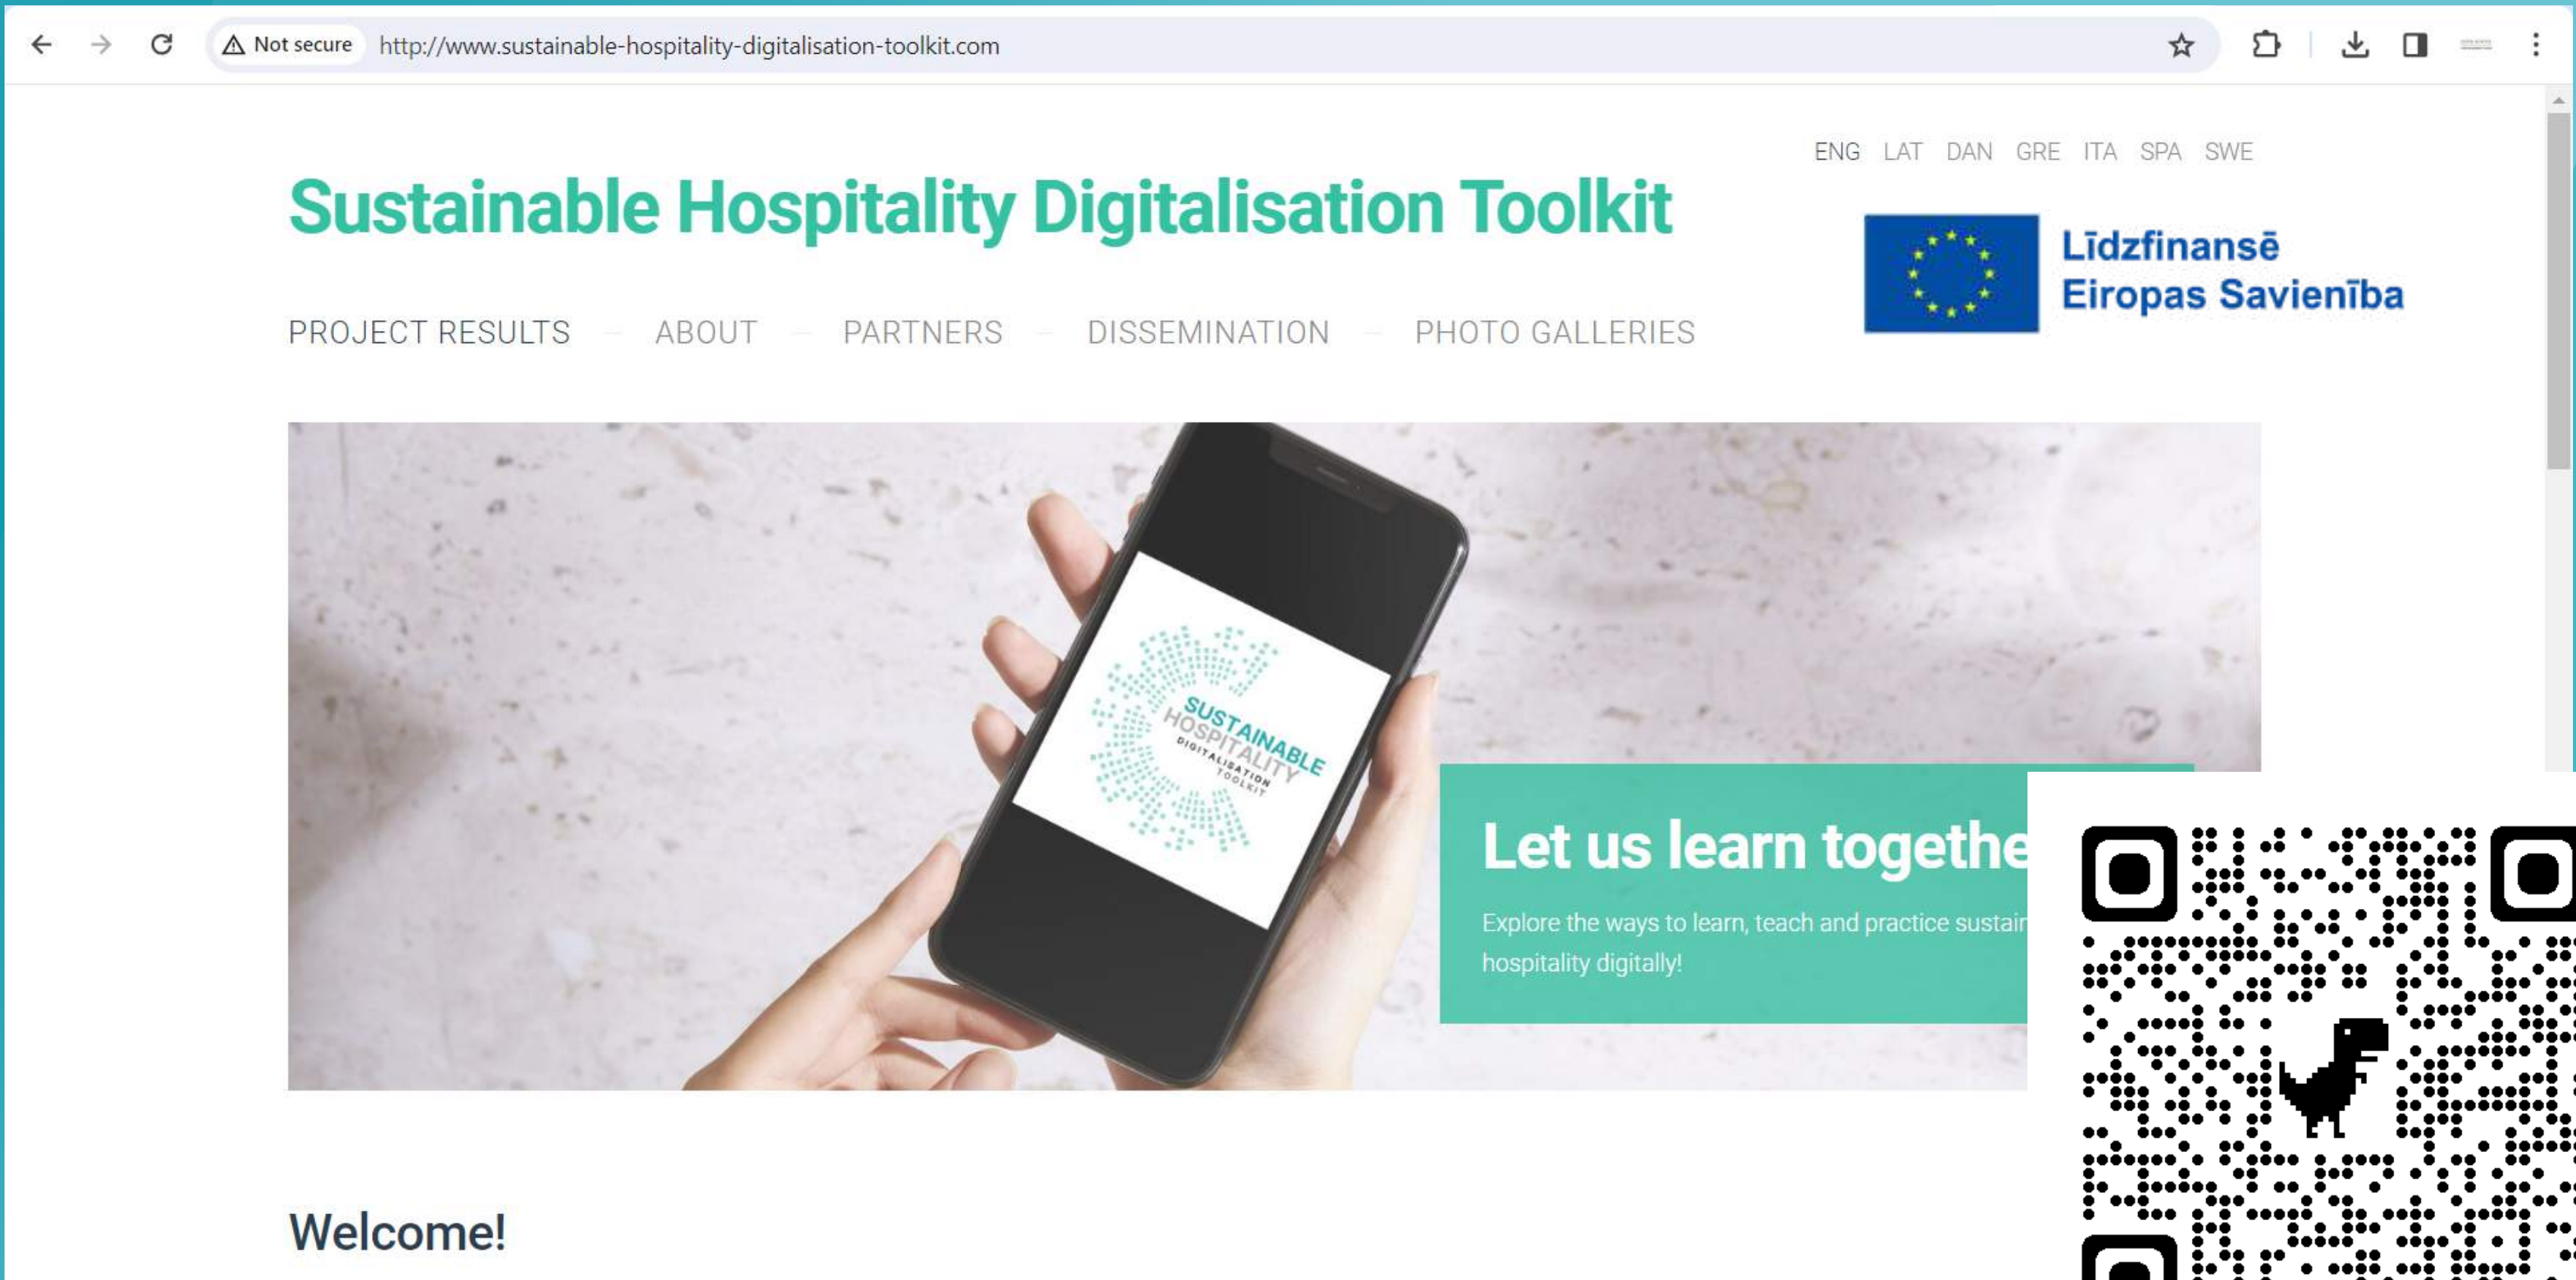 Not secure http://www.sustainable-hospitality-digitalisation-toolkit.com
ENG LAT DAN GRE ITA SPA SWE
Sustainable Hospitality Digitalisation Toolkit
Līdzfinansē
Eiropas Savienība
PROJECT RESULTS – ABOUT – PARTNERS – DISSEMINATION – PHOTO GALLERIES
SUSTAINABLE
HOSPITALITY
DIGITALISATION
TOOLKIT
Let us learn togethe
Explore the ways to learn, teach and practice sustain
hospitality digitally!
Welcome!